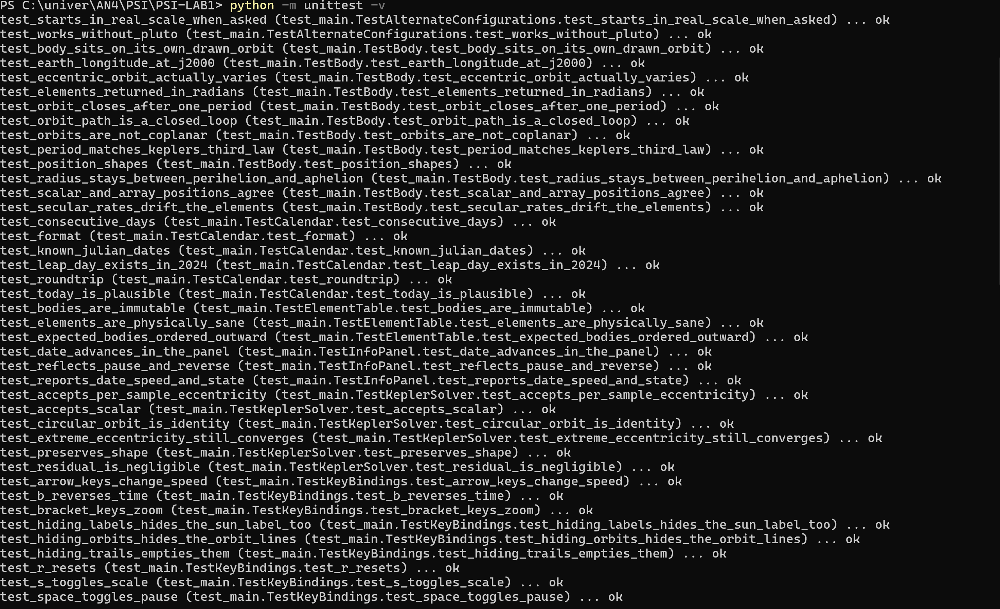 PS C:\univer\AN4\PSI\PSI-LAB1> python -m unittest -v
test_starts_in_real_scale_when_asked (test_main.TestAlternateConfigurations.test_starts_in_real_scale_when_asked) ... ok
test_works_without_pluto (test_main.TestAlternateConfigurations.test_works_without_pluto) ... ok
test_body_sits_on_its_own_drawn_orbit (test_main.TestBody.test_body_sits_on_its_own_drawn_orbit) ... ok
test_earth_longitude_at_j2000 (test_main.TestBody.test_earth_longitude_at_j2000) ... ok
test_eccentric_orbit_actually_varies (test_main.TestBody.test_eccentric_orbit_actually_varies) ... ok
test_elements_returned_in_radians (test_main.TestBody.test_elements_returned_in_radians) ... ok
test_orbit_closes_after_one_period (test_main.TestBody.test_orbit_closes_after_one_period) ... ok
test_orbit_path_is_a_closed_loop (test_main.TestBody.test_orbit_path_is_a_closed_loop) ... ok
test_orbits_are_not_coplanar (test_main.TestBody.test_orbits_are_not_coplanar) ... ok
test_period_matches_keplers_third_law (test_main.TestBody.test_period_matches_keplers_third_law) ... ok
test_position_shapes (test_main.TestBody.test_position_shapes) ... ok
test_radius_stays_between_perihelion_and_aphelion (test_main.TestBody.test_radius_stays_between_perihelion_and_aphelion) ... ok
test_scalar_and_array_positions_agree (test_main.TestBody.test_scalar_and_array_positions_agree) ... ok
test_secular_rates_drift_the_elements (test_main.TestBody.test_secular_rates_drift_the_elements) ... ok
test_consecutive_days (test_main.TestCalendar.test_consecutive_days) ... ok
test_format (test_main.TestCalendar.test_format) ... ok
test_known_julian_dates (test_main.TestCalendar.test_known_julian_dates) ... ok
test_leap_day_exists_in_2024 (test_main.TestCalendar.test_leap_day_exists_in_2024) ... ok
test_roundtrip (test_main.TestCalendar.test_roundtrip) ... ok
test_today_is_plausible (test_main.TestCalendar.test_today_is_plausible) ... ok
test_bodies_are_immutable (test_main.TestElementTable.test_bodies_are_immutable) ... ok
test_elements_are_physically_sane (test_main.TestElementTable.test_elements_are_physically_sane) ... ok
test_expected_bodies_ordered_outward (test_main.TestElementTable.test_expected_bodies_ordered_outward) ... ok
test_date_advances_in_the_panel (test_main.TestInfoPanel.test_date_advances_in_the_panel) ... ok
test_reflects_pause_and_reverse (test_main.TestInfoPanel.test_reflects_pause_and_reverse) ... ok
test_reports_date_speed_and_state (test_main.TestInfoPanel.test_reports_date_speed_and_state) ... ok
test_accepts_per_sample_eccentricity (test_main.TestKeplerSolver.test_accepts_per_sample_eccentricity) ... ok
test_accepts_scalar (test_main.TestKeplerSolver.test_accepts_scalar) ... ok
test_circular_orbit_is_identity (test_main.TestKeplerSolver.test_circular_orbit_is_identity) ... ok
test_extreme_eccentricity_still_converges (test_main.TestKeplerSolver.test_extreme_eccentricity_still_converges) ... ok
test_preserves_shape (test_main.TestKeplerSolver.test_preserves_shape) ... ok
test_residual_is_negligible (test_main.TestKeplerSolver.test_residual_is_negligible) ... ok
test_arrow_keys_change_speed (test_main.TestKeyBindings.test_arrow_keys_change_speed) ... ok
test_b_reverses_time (test_main.TestKeyBindings.test_b_reverses_time) ... ok
test_bracket_keys_zoom (test_main.TestKeyBindings.test_bracket_keys_zoom) ... ok
test_hiding_labels_hides_the_sun_label_too (test_main.TestKeyBindings.test_hiding_labels_hides_the_sun_label_too) ... ok
test_hiding_orbits_hides_the_orbit_lines (test_main.TestKeyBindings.test_hiding_orbits_hides_the_orbit_lines) ... ok
test_hiding_trails_empties_them (test_main.TestKeyBindings.test_hiding_trails_empties_them) ... ok
test_r_resets (test_main.TestKeyBindings.test_r_resets) ... ok
test_s_toggles_scale (test_main.TestKeyBindings.test_s_toggles_scale) ... ok
test_space_toggles_pause (test_main.TestKeyBindings.test_space_toggles_pause) ... ok